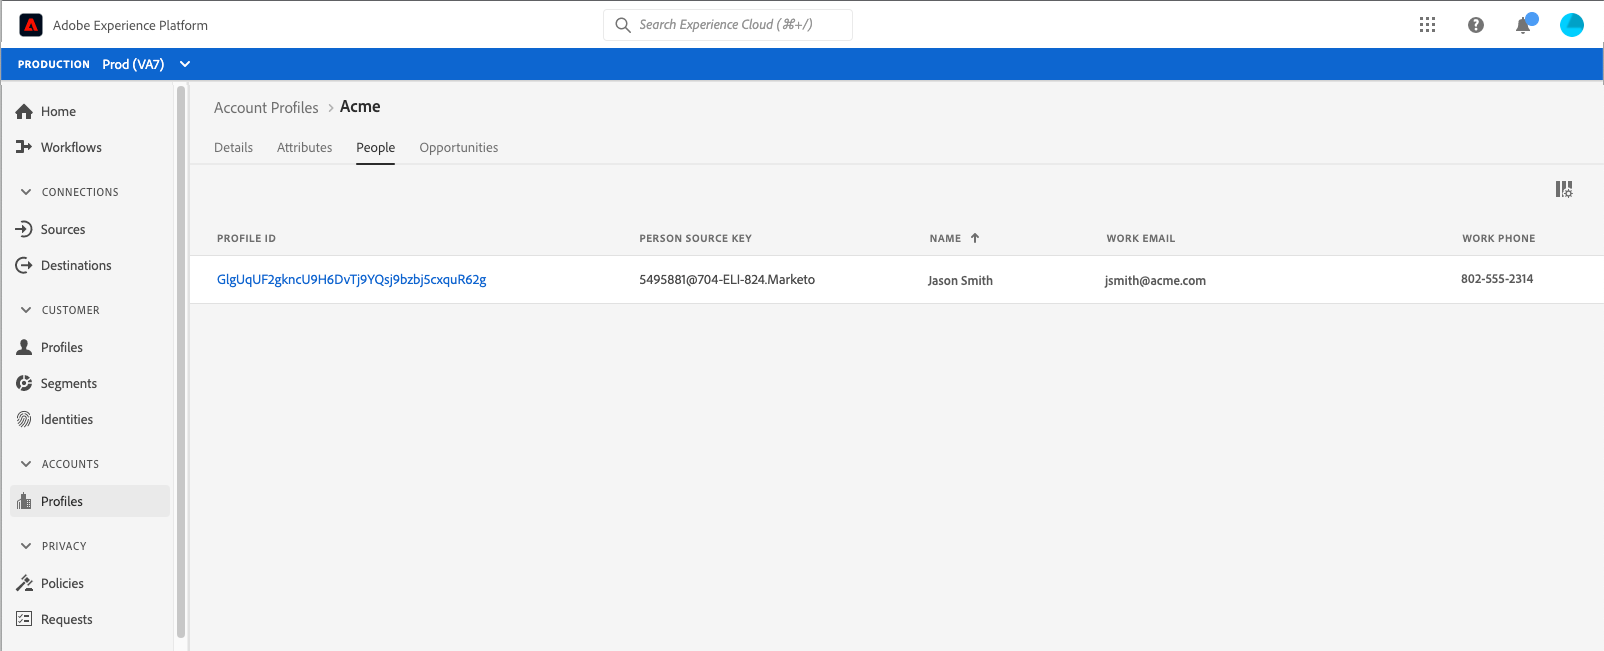 Adobe Experience Platform
Search Experience Cloud (⌘+/)
PRODUCTION Prod (VA7)
Home
Workflows
CONNECTIONS
Sources
Destinations
CUSTOMER
Profiles
Segments
Identities
ACCOUNTS
Profiles
PRIVACY
Policies
Requests
Account Profiles > Acme
Details Attributes People Opportunities
PROFILE ID PERSON SOURCE KEY NAME ↑ WORK EMAIL WORK PHONE
GlgUqUF2gkncU9H6DvTj9YQsj9bzbj5cxquR62g 5495881@704-ELI-824.Marketo Jason Smith jsmith@acme.com 802-555-2314